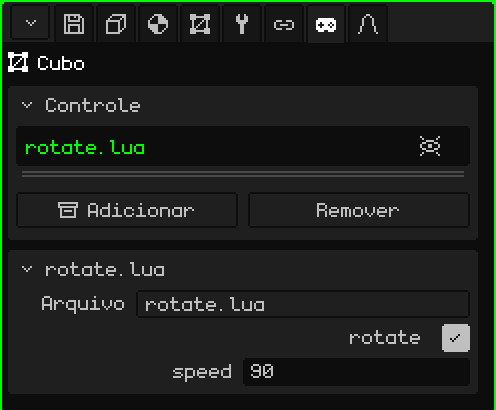 Cubo
Controle
rotate.lua
Adicionar Remover
rotate.lua
Arquivo rotate.lua
rotate
speed 90